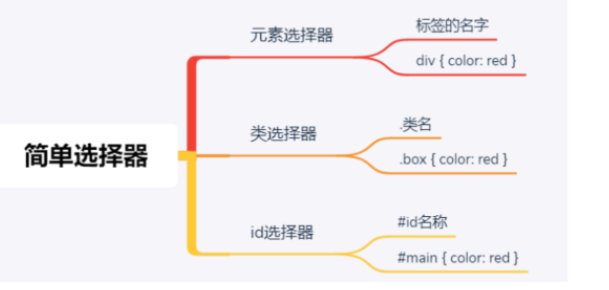 简单选择器
元素选择器
标签的名字
div { color: red }
类选择器
.类名
.box { color: red }
id选择器
#id名称
#main { color: red }